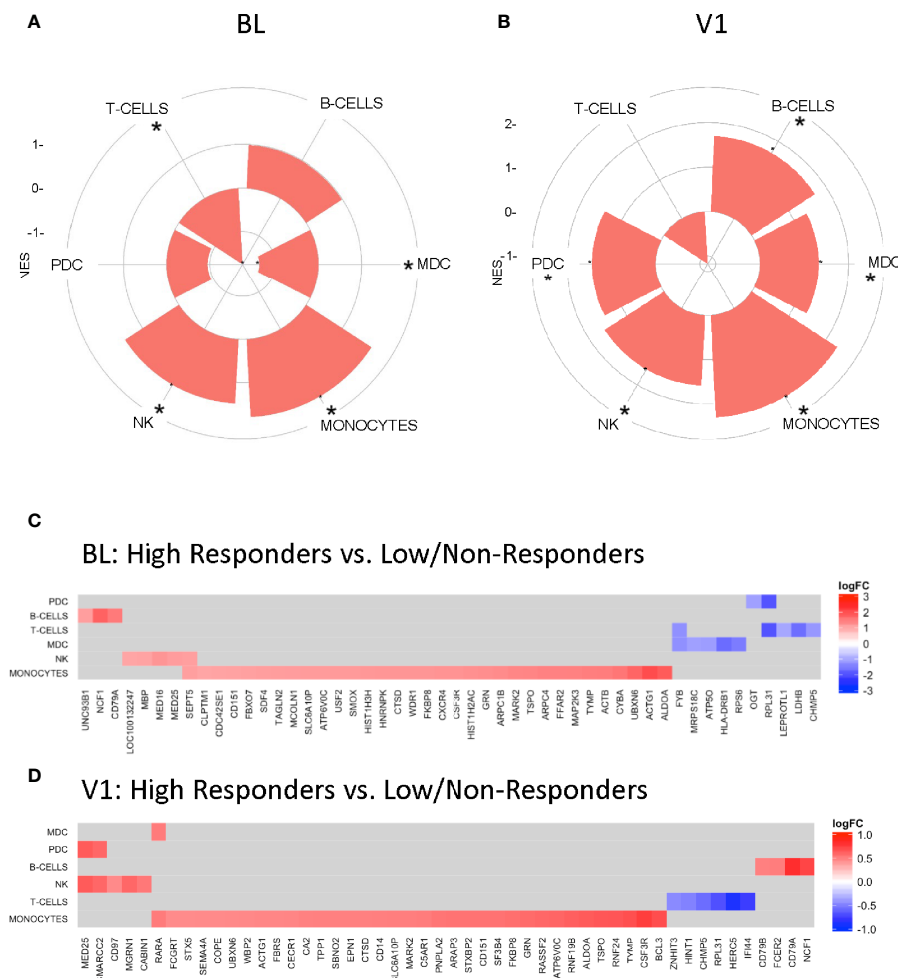 A
BL
B
V1
T-CELLS
*
B-CELLS
1-
0-
-1-
NES
PDC
*
MDC
NK
*
*
MONOCYTES
T-CELLS
B-CELLS
*
2-
1-
0-
-1-
NES
PDC
*
MDC
*
NK
*
*
MONOCYTES
C
BL: High Responders vs. Low/Non-Responders
logFC
PDC
B-CELLS
T-CELLS
MDC
NK
MONOCYTES
3
2
1
0
-1
-2
-3
UNC93B1
NCF1
CD79A
LOC100132247
MBP
MED16
MED25
SEPT5
CLPTM1
CDC42SE1
CD151
FBXO7
SDF4
TAGLN2
MCOLN1
SLC6A10P
ATP6V0C
USF2
SMOX
HIST1H3H
HNRNPK
CTSD
WDR1
FKBP8
CXCR4
CSF3R
HIST1H2AC
GRN
ARPC1B
MARK2
TSPO
ARPC4
FFAR2
MAP2K3
TYMP
ACTB
CYBA
UBXN6
ACTG1
ALDOA
FYB
MRPS18C
ATP5O
HLA-DRB1
RPS6
OGT
RPL31
LEPROTL1
LDHB
CHMP5
D
V1: High Responders vs. Low/Non-Responders
logFC
MDC
PDC
B-CELLS
NK
T-CELLS
MONOCYTES
1.0
0.5
0.0
-0.5
-1.0
MED25
SMARCC2
CD97
MGRN1
CABIN1
RARA
FCGRT
STX5
SEMA4A
COPE
UBXN6
WBP2
ACTG1
FBRS
CECR1
CA2
TPP1
SBNO2
EPN1
CTSD
CD14
SLC6A10P
MARK2
C5AR1
PNPLA2
ARAP3
STXBP2
CD151
SF3B4
FKBP8
GRN
RASSF2
ATP6V0C
RNF19B
ALDOA
TSPO
RNF24
TYMP
CSF3R
BCL3
ZNHIT3
HINT1
CHMP5
RPL31
HERC5
IFI44
CD79B
FCER2
CD79A
NCF1